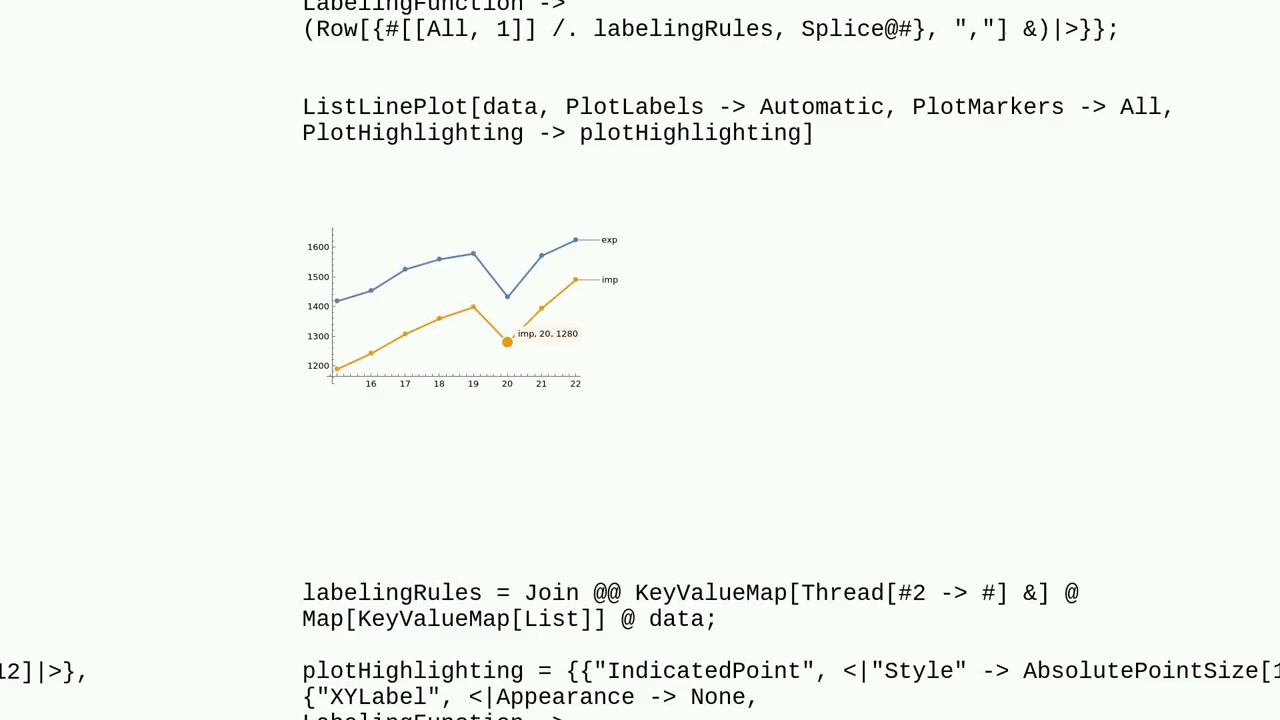 LabelingFunction ->
(Row[{#[[All, 1]] /. labelingRules, Splice@#}, ","] &)|>}};
ListLinePlot[data, PlotLabels -> Automatic, PlotMarkers -> All,
PlotHighlighting -> plotHighlighting]
1600
exp
1500
imp
1400
1300
imp, 20, 1280
1200
16 17 18 19 20 21 22
labelingRules = Join @@ KeyValueMap[Thread[#2 -> #] &] @
Map[KeyValueMap[List]] @ data;
12]|>}, plotHighlighting = {{"IndicatedPoint", <|"Style" -> AbsolutePointSize[1
{"XYLabel", <|Appearance -> None,
LabelingFunction ->